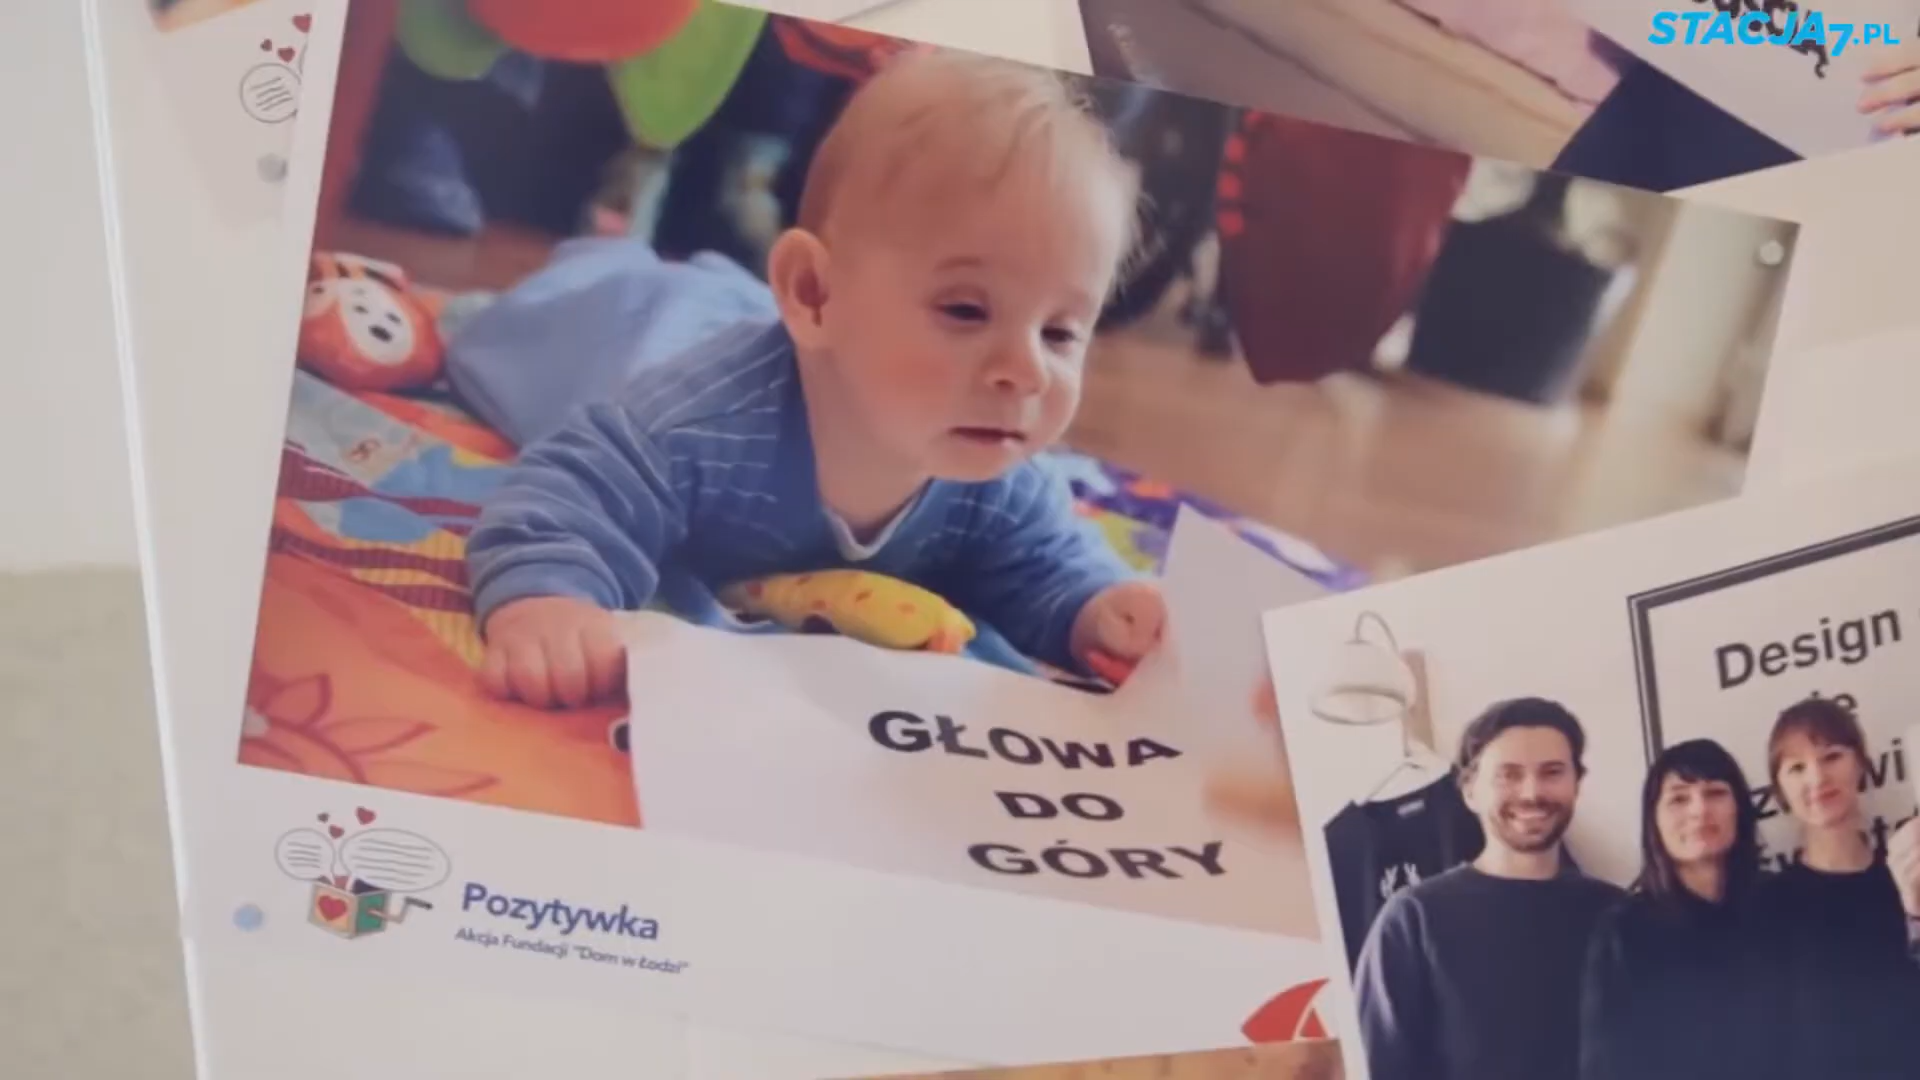 STACJA7.PL
GŁOWA
DO
GÓRY
Design
Pozytywka
Akcja Fundacji "Dom w Łodzi"